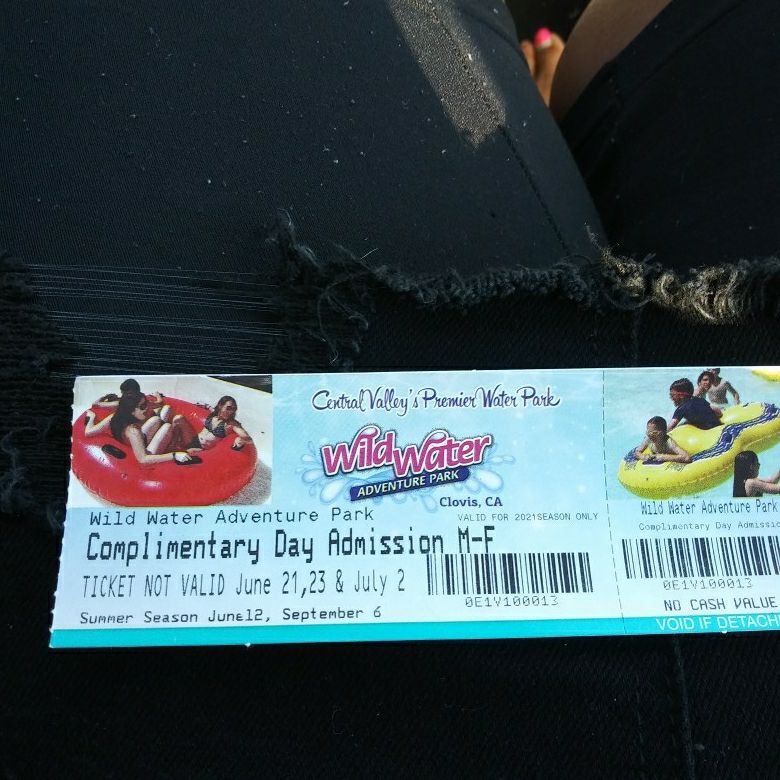 Central Valley's Premier Water Park
Wild Water
ADVENTURE PARK
Clovis, CA
Wild Water Adventure Park
VALID FOR 2021SEASON ONLY
Complimentary Day Admission M-F
TICKET NOT VALID June 21,23 & July 2
0E1V100013
Summer Season June12, September 6
Wild Water Adventure Park
Complimentary Day Admissio
0E1V100013
NO CASH VALUE
VOID IF DETACH